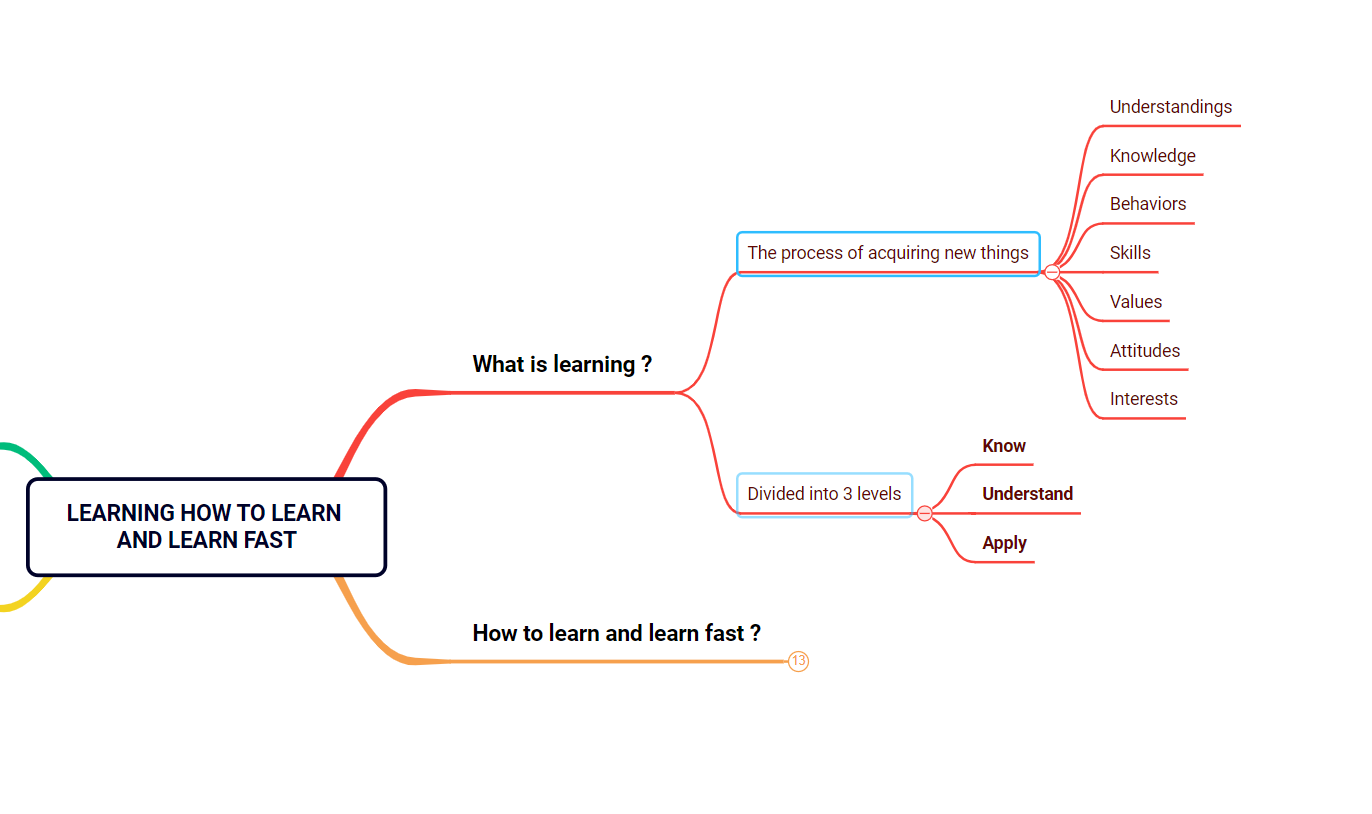 LEARNING HOW TO LEARN
AND LEARN FAST
What is learning ?
The process of acquiring new things
Understandings
Knowledge
Behaviors
Skills
Values
Attitudes
Interests
Divided into 3 levels
Know
Understand
Apply
How to learn and learn fast ?
13